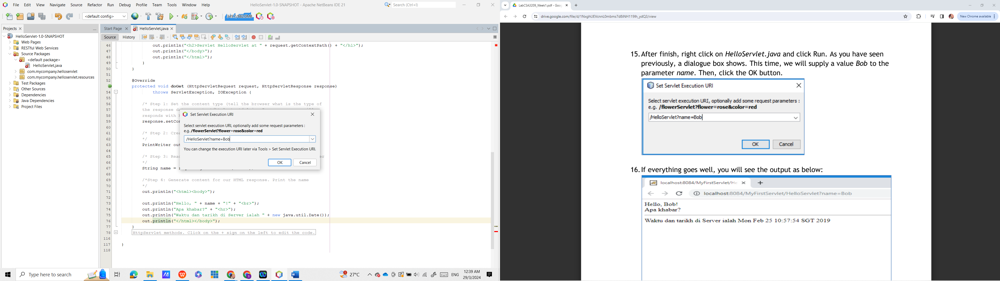 File Edit View Navigate Source Refactor Run Debug Profile Team Tools Window Help
HelloServlet-1.0-SNAPSHOT - Apache NetBeans IDE 21
Search (Ctrl+I)
<default config>
349.7/882.0MB
Projects
HelloServlet-1.0-SNAPSHOT
Web Pages
RESTful Web Services
Source Packages
<default package>
HelloServlet.java
com.mycompany.helloservlet
com.mycompany.helloservlet.resources
Test Packages
Other Sources
Dependencies
Java Dependencies
Project Files
Start Page
HelloServlet.java
Source History
46 out.println("<h2>Servlet HelloServlet at " + request.getContextPath() + "</h1>");
47 out.println("</body>");
48 out.println("</html>");
49 }
50 }
51
52 @Override
protected void doGet (HttpServletRequest request, HttpServletResponse response)
54 throws ServletException, IOException {
55
56 /* Step 1: Set the content type (tell the browser what is the type of
57 the response
58 responds with
59 response.setCon
60
61 /* Step 2: Crea
62 */
63 PrintWriter out
64
65 /* Step 3: Read er
66 */
67 String name =
68
69 /*Step 4: Generate content for our HTML response. Print the name
70 */
71 out.println("<html><body>");
72
73 out.println("Hello, " + name + "!" + "<br>");
74 out.println("Apa khabar?" + "<hr>");
75 out.println("Waktu dan tarikh di Server ialah " + new java.util.Date());
76 out.println("</html></body>");
77 }
78 HttpServlet methods. Click on the + sign on the left to edit the code.
116
117 }
118
Set Servlet Execution URI
Select servlet execution URI, optionally add some request parameters :
e.g. /flowerServlet?flower=rose&color=red
/HelloServlet?name=Bob
You can change the execution URI later via Tools > Set Servlet Execution URI.
OK Cancel
Type here to search
27°C
ENG
12:39 AM
29/3/2024
LabCSA3209_Week1.pdf - Goo
drive.google.com/file/d/1NxghUEVcnnL0mbms7d8iNH119Ih_ydQ3/view
New Chrome available
15. After finish, right click on HelloServlet.java and click Run. As you have seen
previously, a dialogue box shows. This time, we will supply a value Bob to the
parameter name. Then, click the OK button.
Set Servlet Execution URI
Select servlet execution URI, optionally add some request parameters :
e.g. /flowerServlet?flower=rose&color=red
/HelloServlet?name=Bob
OK Cancel
16. If everything goes well, you will see the output as below:
localhost:8084/MyFirstServlet/He
localhost:8084/MyFirstServlet/HelloServlet?name=Bob
Hello, Bob!
Apa khabar?
Waktu dan tarikh di Server ialah Mon Feb 25 10:57:54 SGT 2019